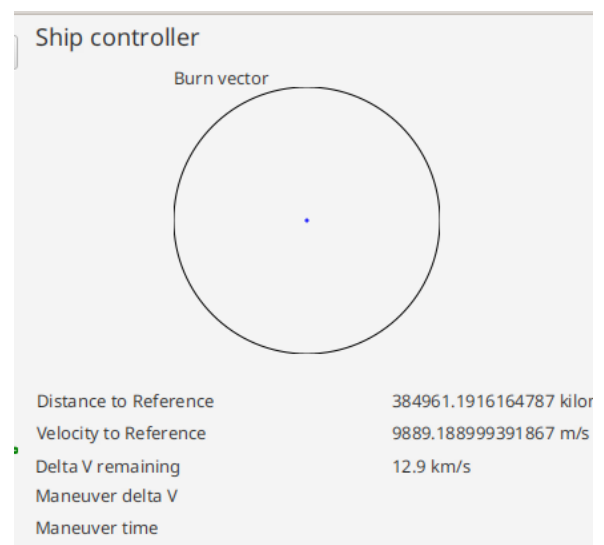 Ship controller
Burn vector
Distance to Reference 384961.1916164787 kilor
Velocity to Reference 9889.188999391867 m/s
Delta V remaining 12.9 km/s
Maneuver delta V
Maneuver time